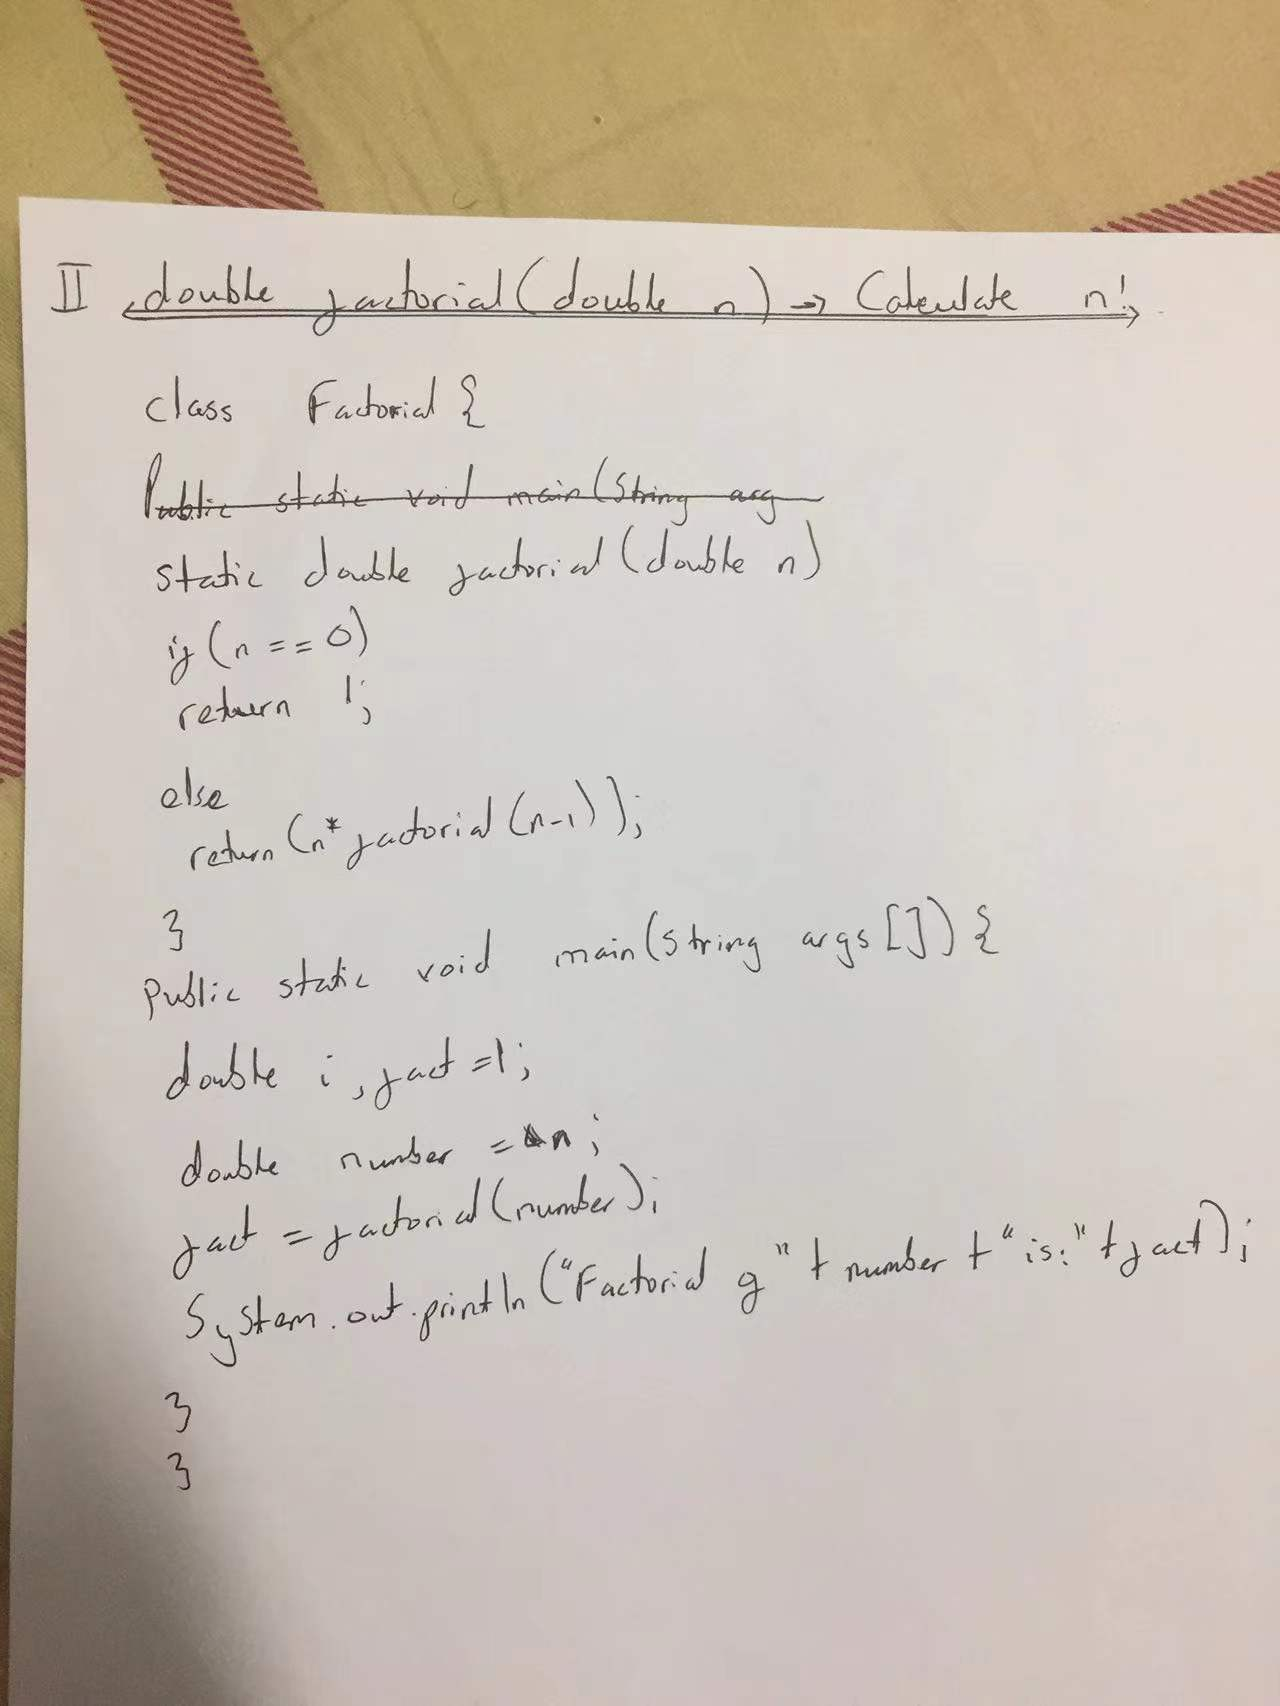 II double factorial (double n) → Calculate n!
class Factorial {
Public static void main(String arg
static double factorial (double n)
if (n == 0)
return 1;
else
return (n* factorial (n-1));
}
Public static void main(String args []) {
double i, fact =1;
double number = n;
fact = factorial (number);
System.out.println ("Factorial of" + number + "is:" + fact);
}
}